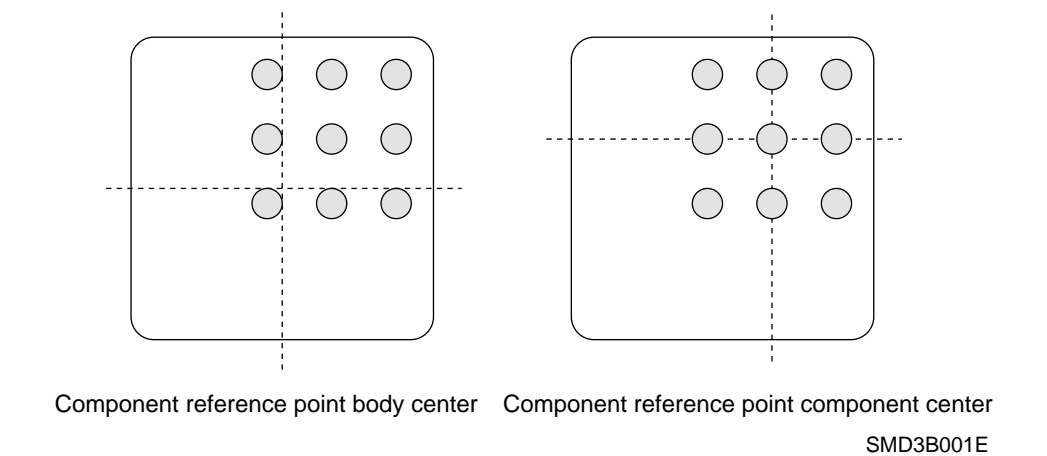 Component reference point body center
Component reference point component center
SMD3B001E